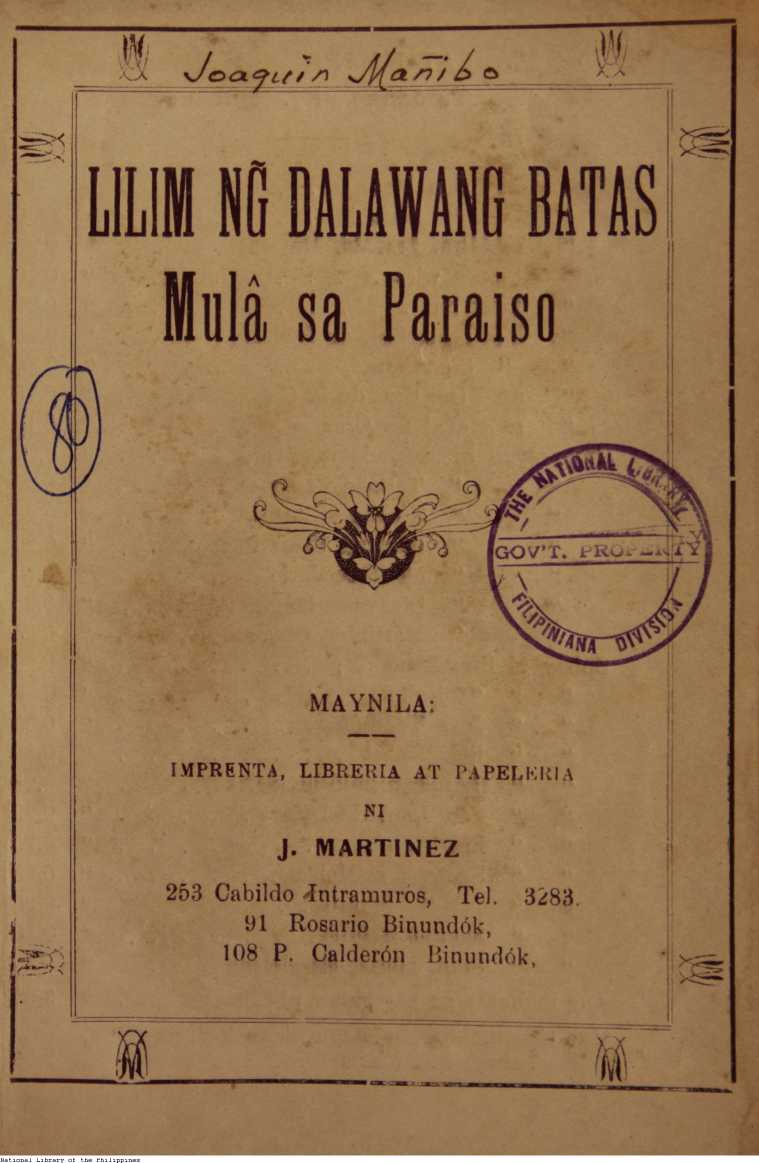 Joaquin Mañibo
LILIM NG̃ DALAWANG BATAS
Mulâ sa Paraiso
80
THE NATIONAL LIBRARY
GOV'T. PROPERTY
FILIPINIANA DIVISION
MAYNILA:
IMPRENTA, LIBRERIA AT PAPELERIA
NI
J. MARTINEZ
253 Cabildo Intramuros, Tel. 3283.
91 Rosario Binundók,
108 P. Calderón Binundók,
National Library of the Philippines